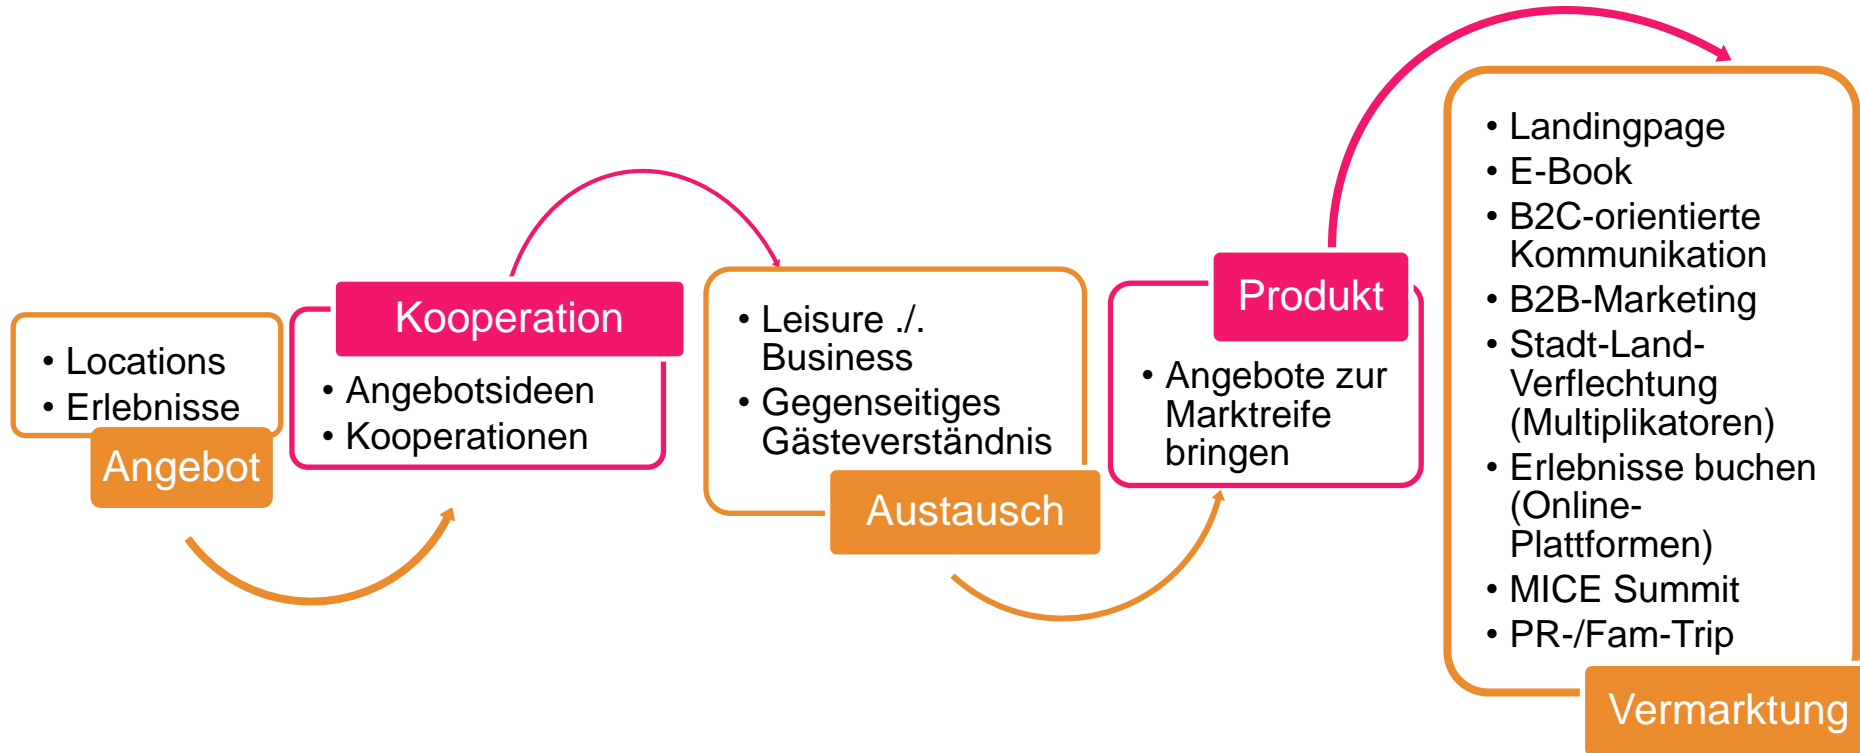 • Locations
• Erlebnisse
Angebot
Kooperation
• Angebotsideen
• Kooperationen
• Leisure ./.
Business
• Gegenseitiges
Gästeverständnis
Austausch
Produkt
• Angebote zur
Marktreife
bringen
• Landingpage
• E-Book
• B2C-orientierte
Kommunikation
• B2B-Marketing
• Stadt-Land-
Verflechtung
(Multiplikatoren)
• Erlebnisse buchen
(Online-
Plattformen)
• MICE Summit
• PR-/Fam-Trip
Vermarktung